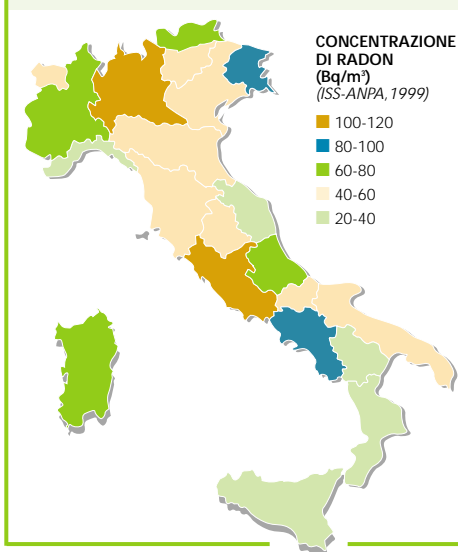 CONCENTRAZIONE
DI RADON
(Bq/m³)
(ISS-ANPA, 1999)
100-120
80-100
60-80
40-60
20-40